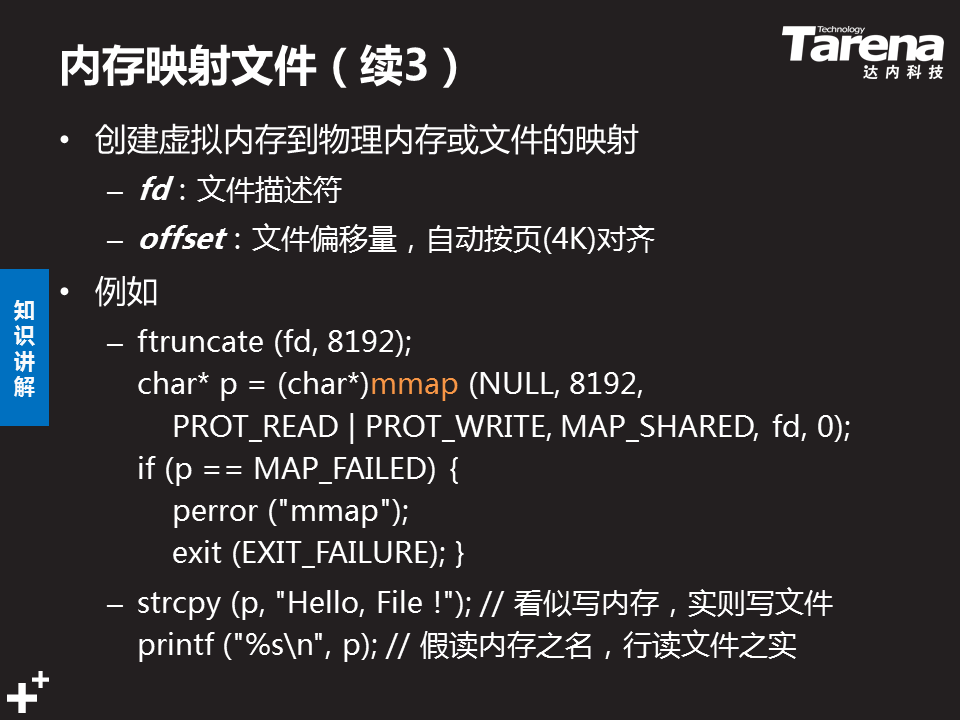 内存映射文件（续3）
Technology
Tarena
达内科技
• 创建虚拟内存到物理内存或文件的映射
– fd：文件描述符
– offset：文件偏移量，自动按页(4K)对齐
• 例如
– ftruncate (fd, 8192);
char* p = (char*)mmap (NULL, 8192,
PROT_READ | PROT_WRITE, MAP_SHARED, fd, 0);
if (p == MAP_FAILED) {
perror ("mmap");
exit (EXIT_FAILURE); }
– strcpy (p, "Hello, File !"); // 看似写内存，实则写文件
printf ("%s\n", p); // 假读内存之名，行读文件之实
知
识
讲
解